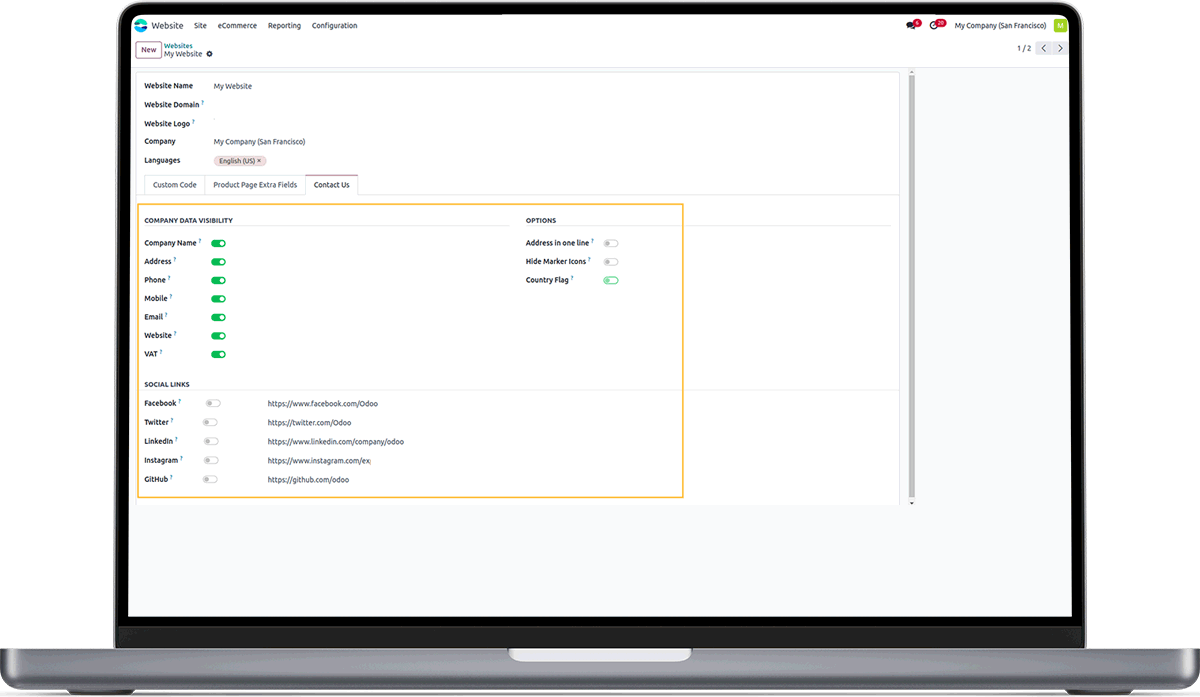 Website Site eCommerce Reporting Configuration 6 20 My Company (San Francisco) M
New Websites
My Website 1 / 2
Website Name My Website
Website Domain ?
Website Logo ?
Company My Company (San Francisco)
Languages English (US) ×
Custom Code Product Page Extra Fields Contact Us
COMPANY DATA VISIBILITY OPTIONS
Company Name ? Address in one line ?
Address ? Hide Marker Icons ?
Phone ? Country Flag ?
Mobile ?
Email ?
Website ?
VAT ?
SOCIAL LINKS
Facebook ? https://www.facebook.com/Odoo
Twitter ? https://twitter.com/Odoo
LinkedIn ? https://www.linkedin.com/company/odoo
Instagram ? https://www.instagram.com/ex
GitHub ? https://github.com/odoo